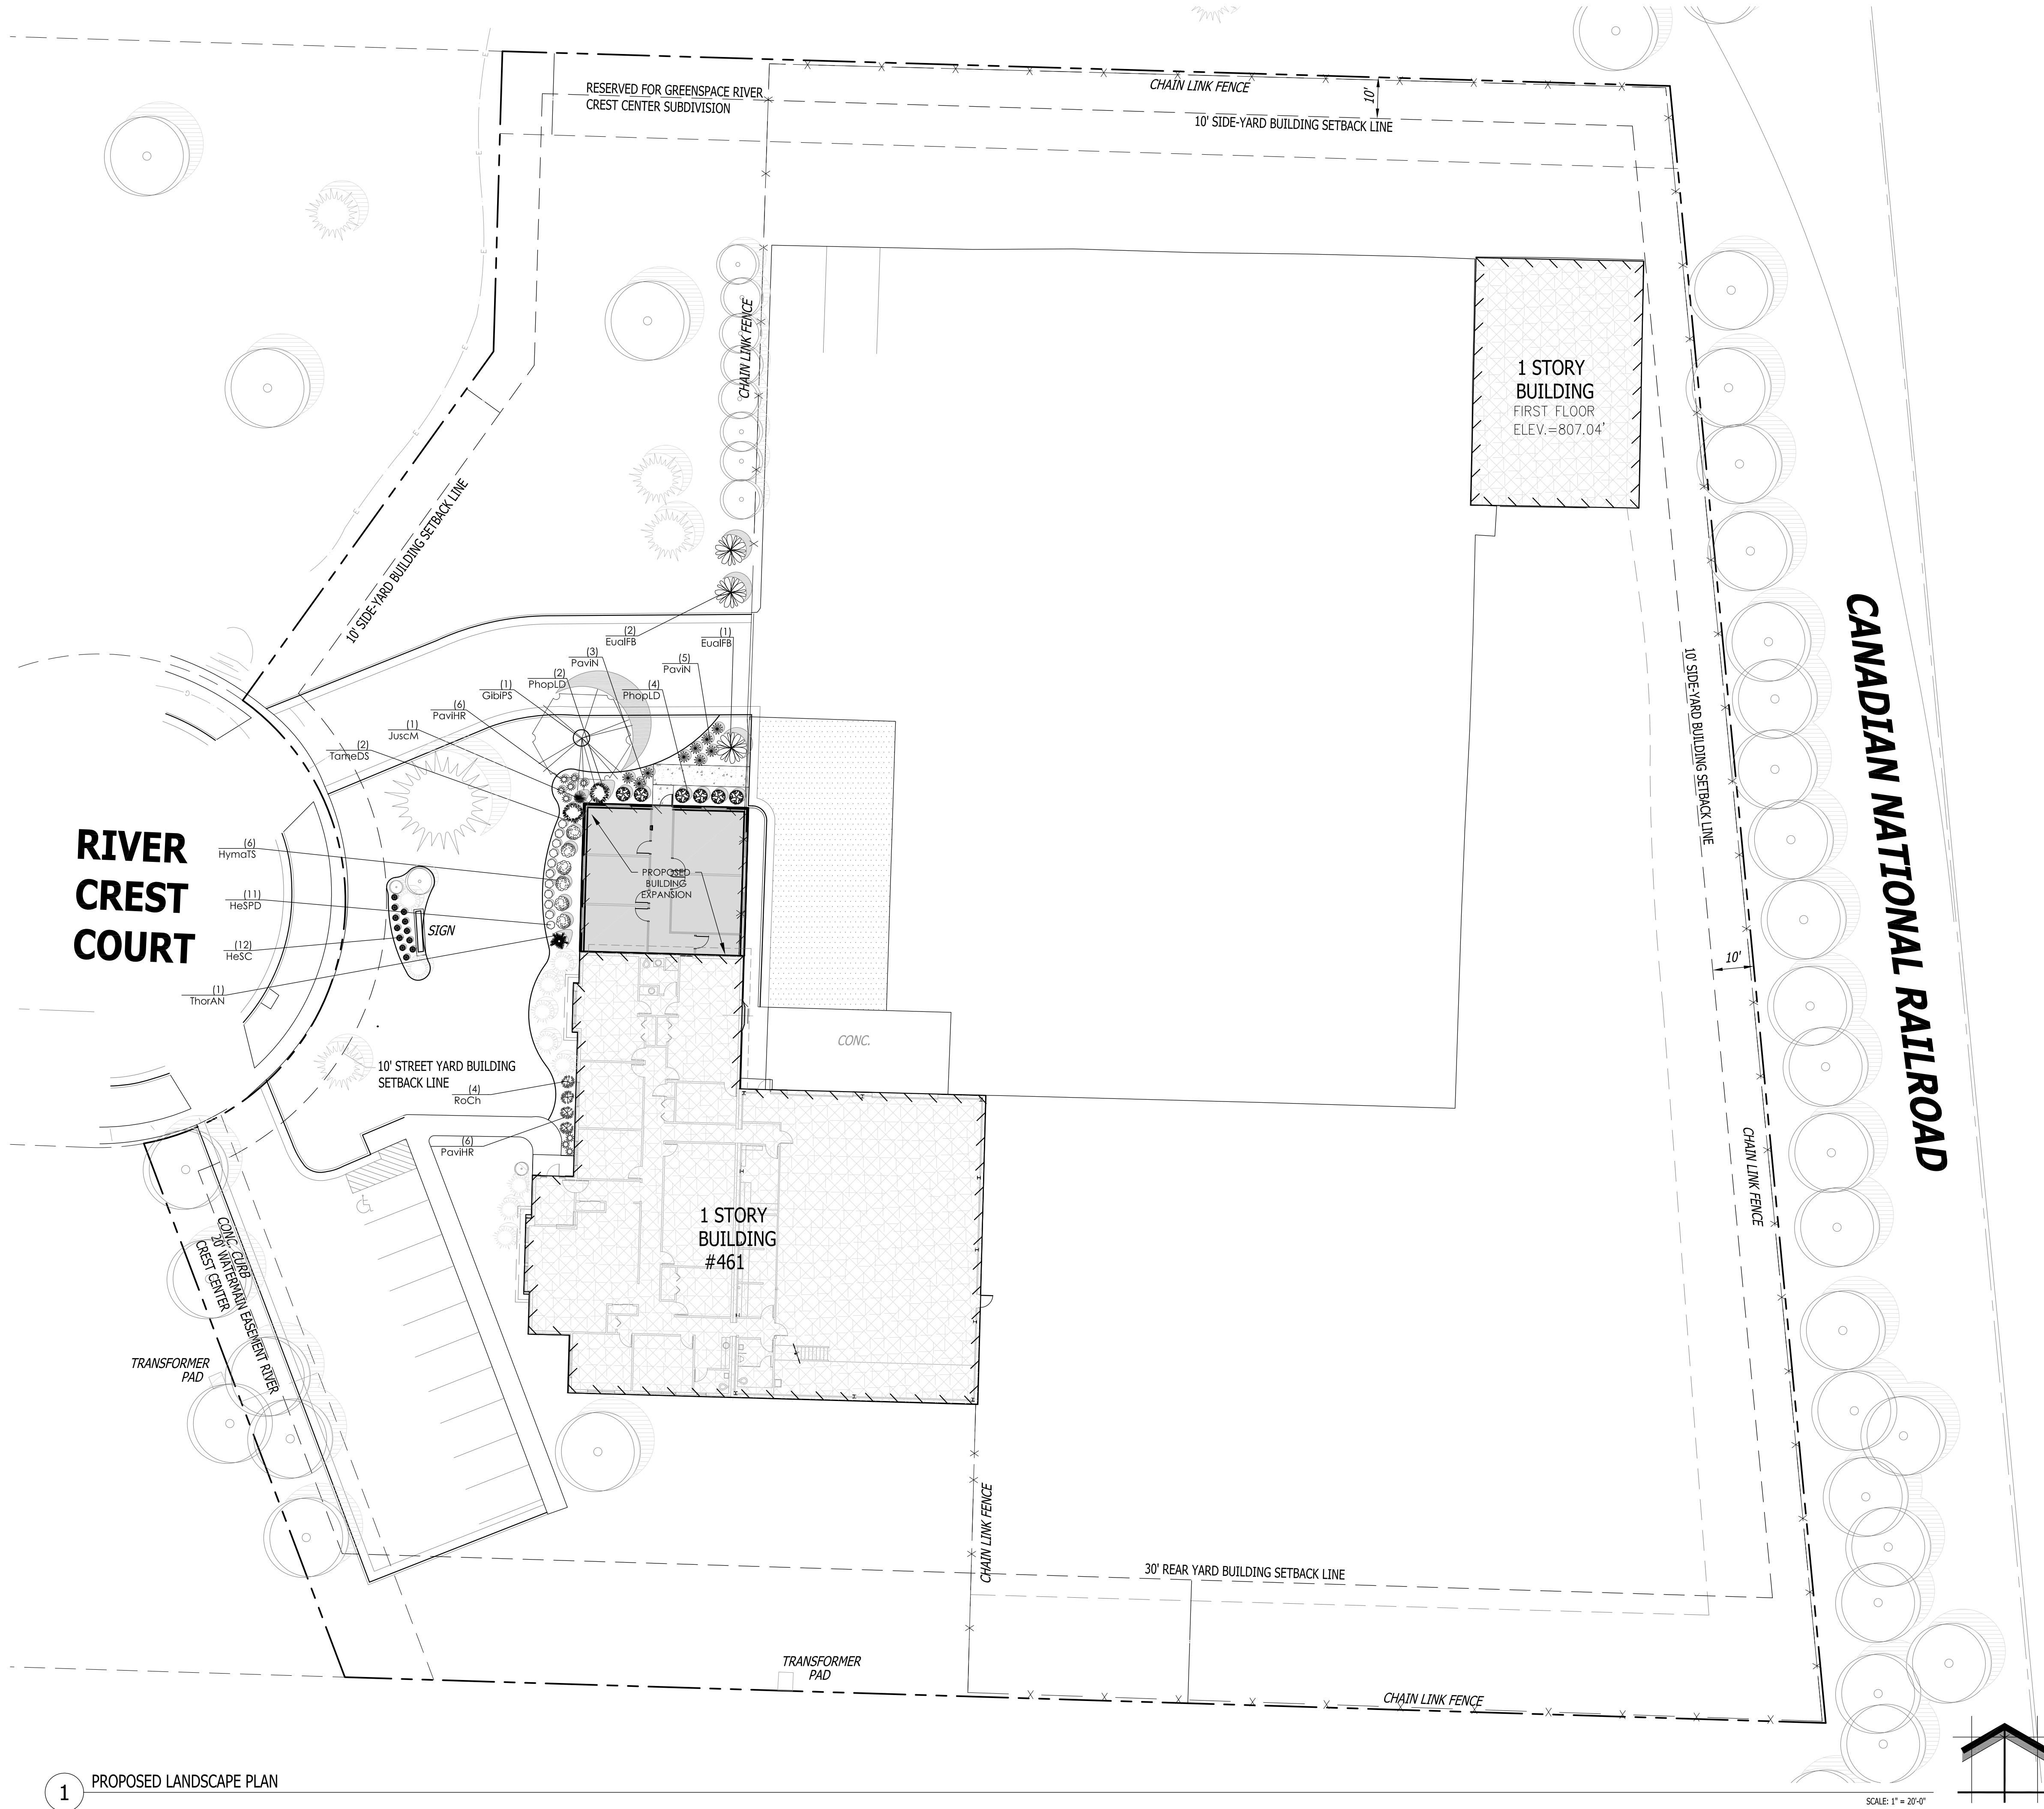 RESERVED FOR GREENSPACE RIVER
CREST CENTER SUBDIVISION
CHAIN LINK FENCE
10'
10' SIDE-YARD BUILDING SETBACK LINE
CHAIN LINK FENCE
1 STORY
BUILDING
FIRST FLOOR
ELEV.=807.04'
10' SIDE-YARD BUILDING SETBACK LINE
(2)
EualFB
(1)
EualFB
(3)
PaviN
(5)
PaviN
(2)
PhopLD
(4)
PhopLD
(1)
GibiPS
(6)
PaviHR
(1)
JuscM
(2)
TameDS
10' SIDE-YARD BUILDING SETBACK LINE
CANADIAN NATIONAL RAILROAD
RIVER
CREST
COURT
(6)
HymaTS
(11)
HeSPD
(12)
HeSC
(1)
ThorAN
SIGN
PROPOSED
BUILDING
EXPANSION
10'
CONC.
10' STREET YARD BUILDING
SETBACK LINE
(4)
RoCh
(6)
PaviHR
CHAIN LINK FENCE
1 STORY
BUILDING
#461
CONC. CURB
20' WATERMAIN EASEMENT RIVER
CREST CENTER
TRANSFORMER
PAD
CHAIN LINK FENCE
30' REAR YARD BUILDING SETBACK LINE
TRANSFORMER
PAD
CHAIN LINK FENCE
1
PROPOSED LANDSCAPE PLAN
SCALE: 1" = 20'-0"
E
E
E
E
E
E
E
G